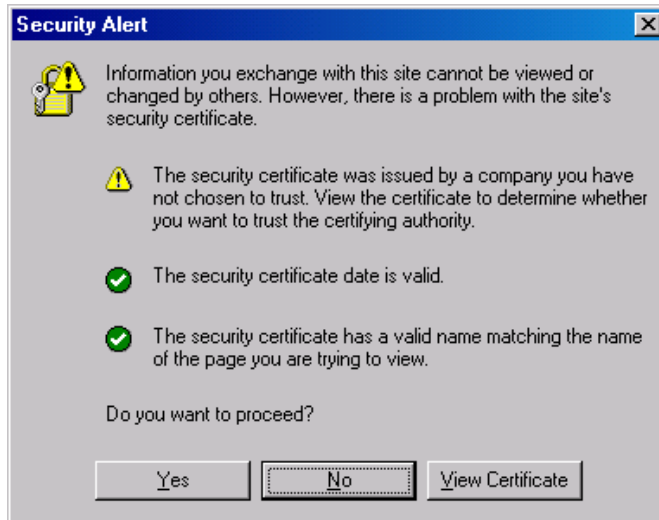 Security Alert
Information you exchange with this site cannot be viewed or
changed by others. However, there is a problem with the site's
security certificate.
The security certificate was issued by a company you have
not chosen to trust. View the certificate to determine whether
you want to trust the certifying authority.
The security certificate date is valid.
The security certificate has a valid name matching the name
of the page you are trying to view.
Do you want to proceed?
Yes
No
View Certificate